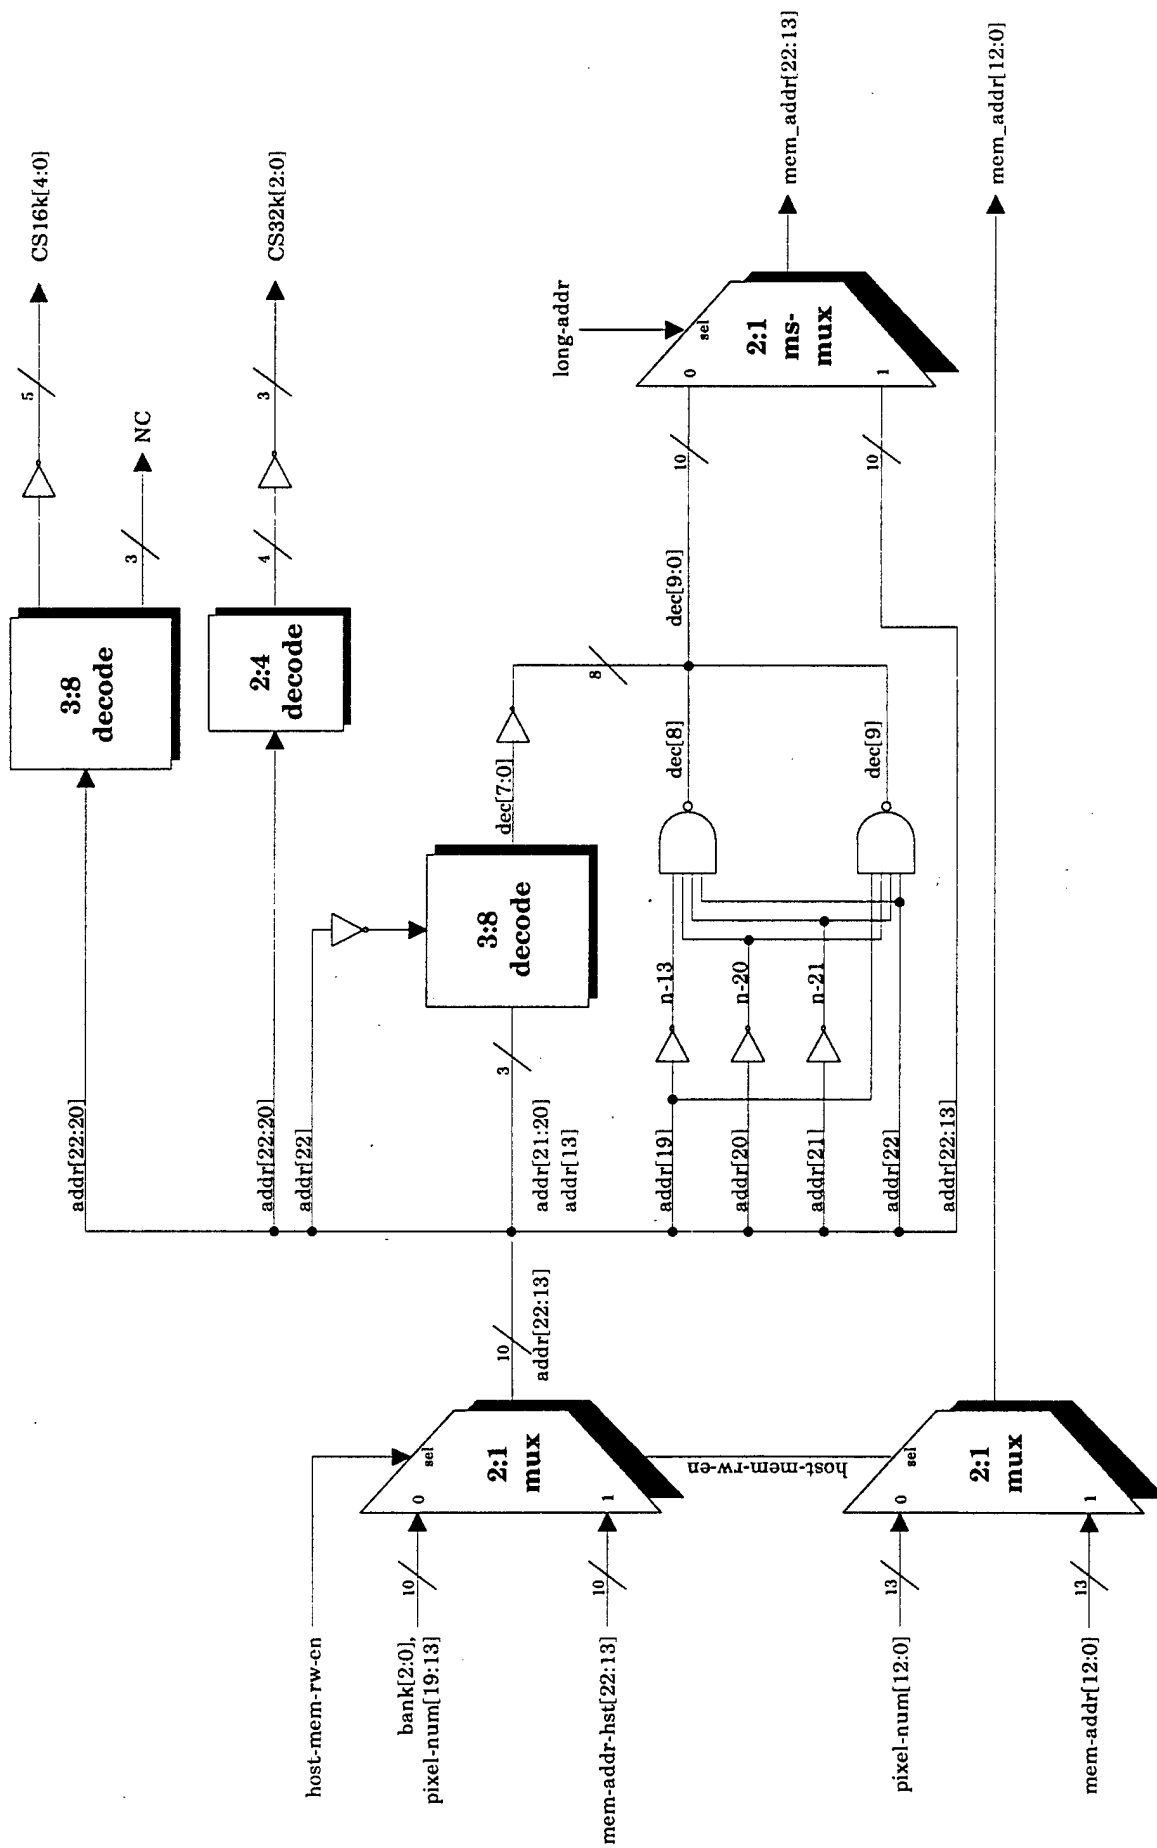 host-mem-rw-en
bank[2:0],
pixel-num[19:13]
10
mem-addr-hst[22:13]
10
0
1
sel
2:1
mux
host-mem-rw-en
pixel-num[12:0]
13
mem-addr[12:0]
13
0
1
sel
2:1
mux
10
addr[22:13]
addr[22:20]
addr[22:20]
addr[22]
addr[21:20]
addr[13]
3
addr[19]
addr[20]
addr[21]
addr[22]
addr[22:13]
n-13
n-20
n-21
3:8
decode
dec[7:0]
8
dec[8]
dec[9]
dec[9:0]
3:8
decode
5
CS16k[4:0]
3
NC
2:4
decode
4
3
CS32k[2:0]
long-addr
10
10
0
1
sel
2:1
ms-
mux
mem_addr[22:13]
mem_addr[12:0]